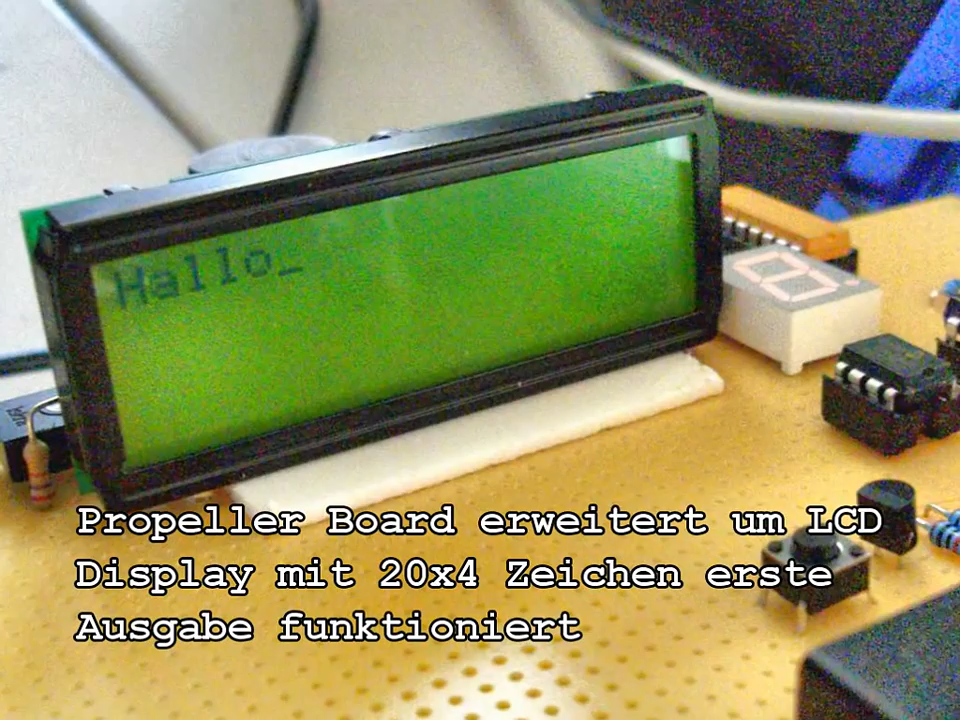 Hallo_
Propeller Board erweitert um LCD
Display mit 20x4 Zeichen erste
Ausgabe funktioniert